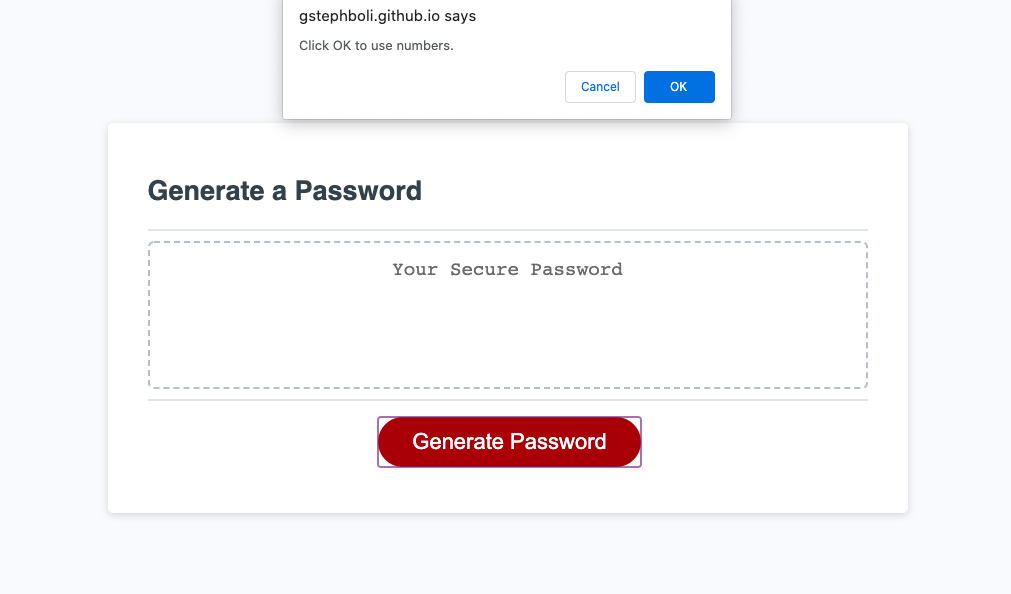 gstephboli.github.io says
Click OK to use numbers.
Cancel OK
Generate a Password
Your Secure Password
Generate Password